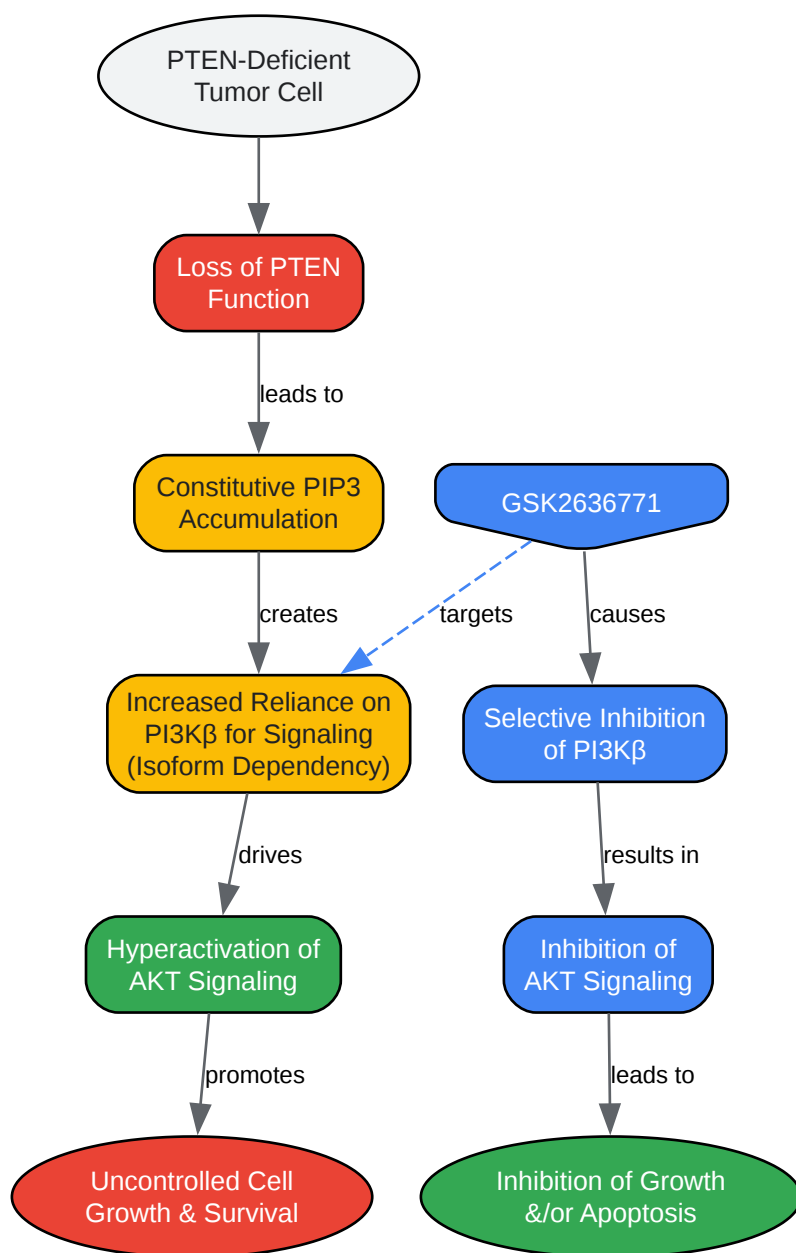 PTEN-Deficient
Tumor Cell
Loss of PTEN
Function
leads to
Constitutive PIP3
Accumulation
GSK2636771
creates
targets
causes
Increased Reliance on
PI3Kβ for Signaling
(Isoform Dependency)
Selective Inhibition
of PI3Kβ
drives
results in
Hyperactivation of
AKT Signaling
Inhibition of
AKT Signaling
promotes
leads to
Uncontrolled Cell
Growth & Survival
Inhibition of Growth
&/or Apoptosis